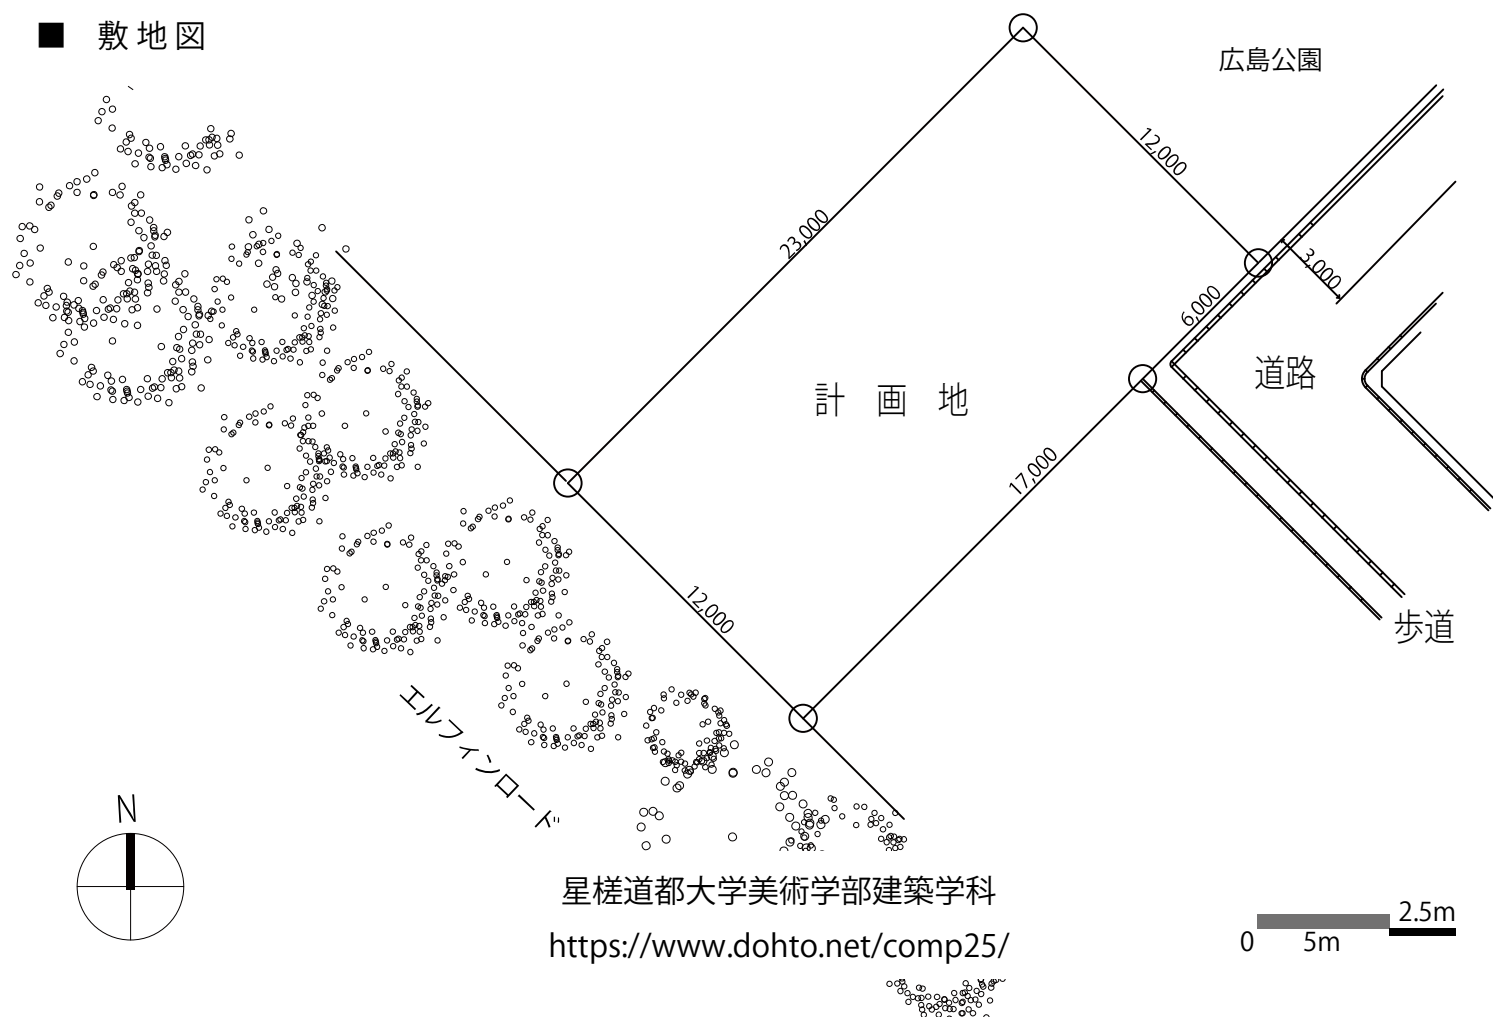 ■ 敷地図
広島公園
12,000
23,000
3,000
6,000
道路
計画地
17,000
12,000
歩道
エルフィンロード
N
星槎道都大学美術学部建築学科
https://www.dohto.net/comp25/
2.5m
0 5m